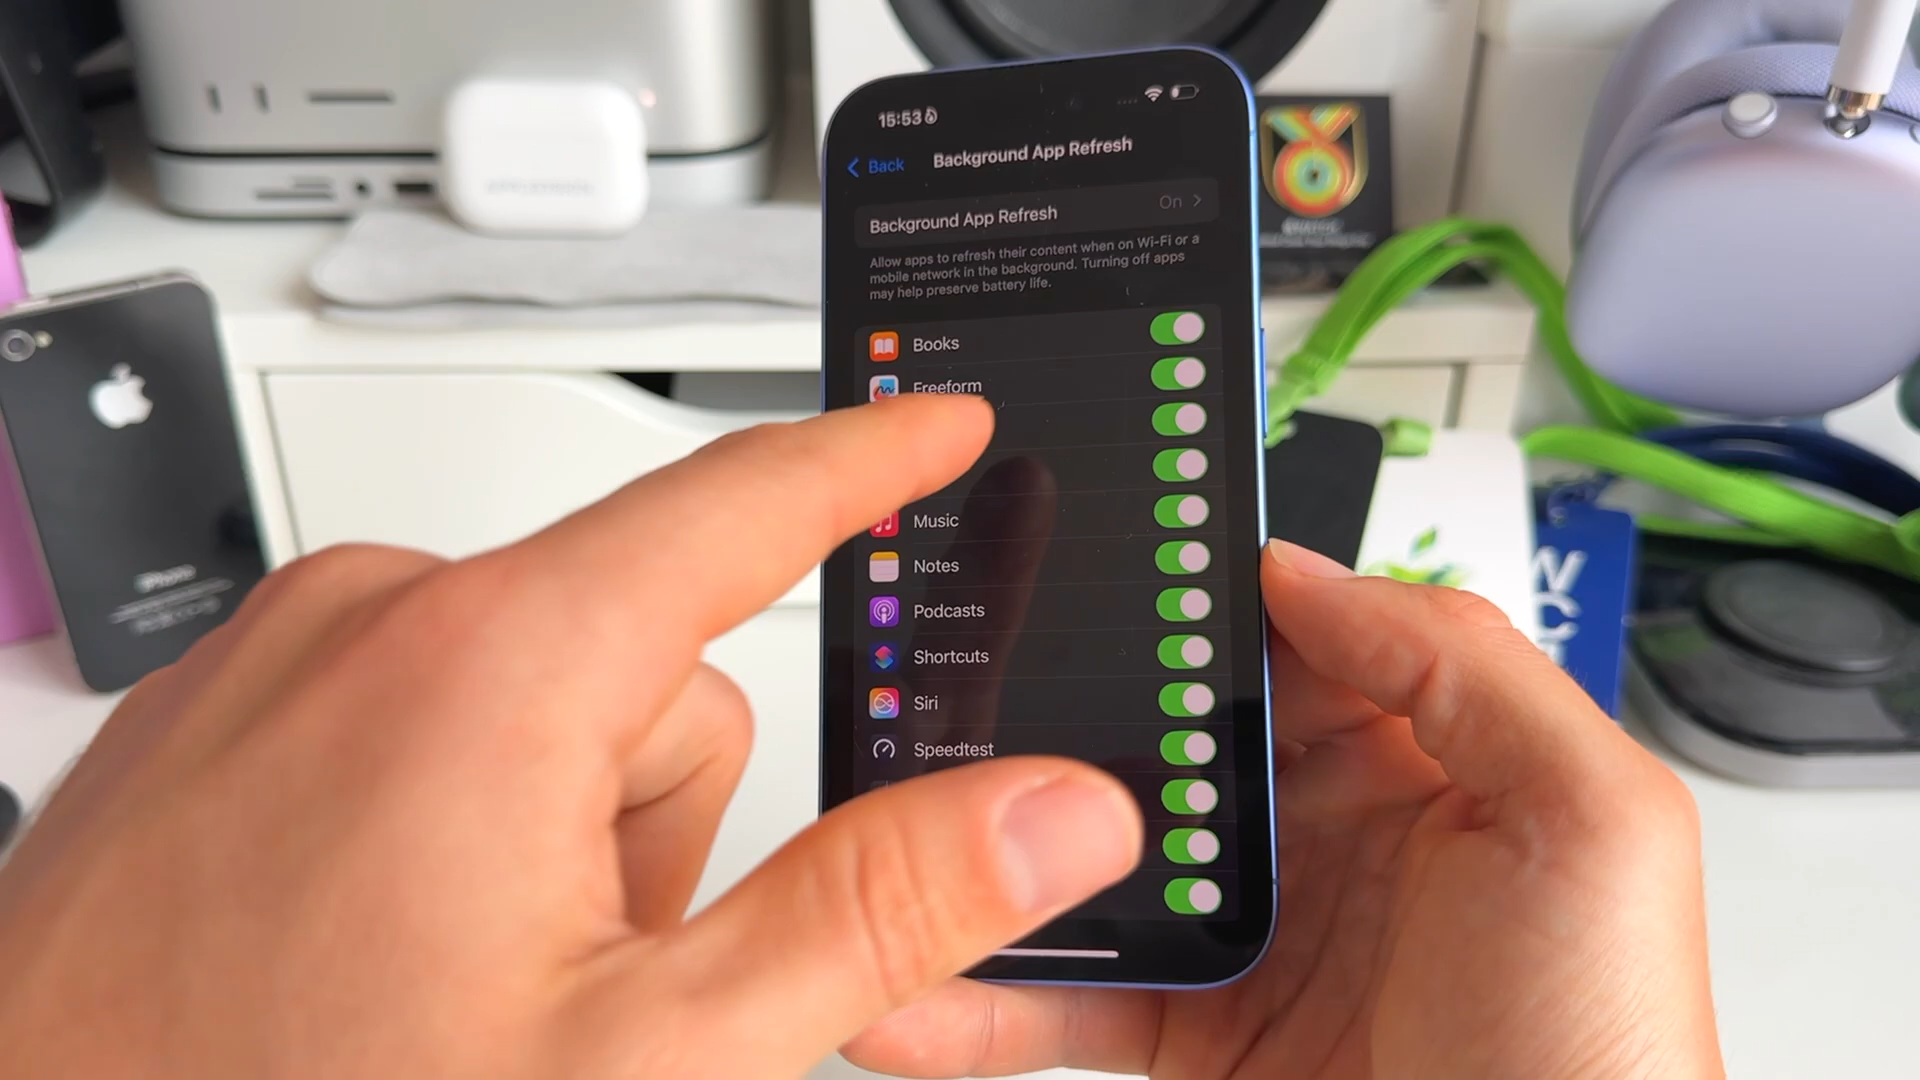 15:53
Back
Background App Refresh
Background App Refresh
On
Allow apps to refresh their content when on Wi-Fi or a
mobile network in the background. Turning off apps
may help preserve battery life.
Books
Freeform
Music
Notes
Podcasts
Shortcuts
Siri
Speedtest
iPhone